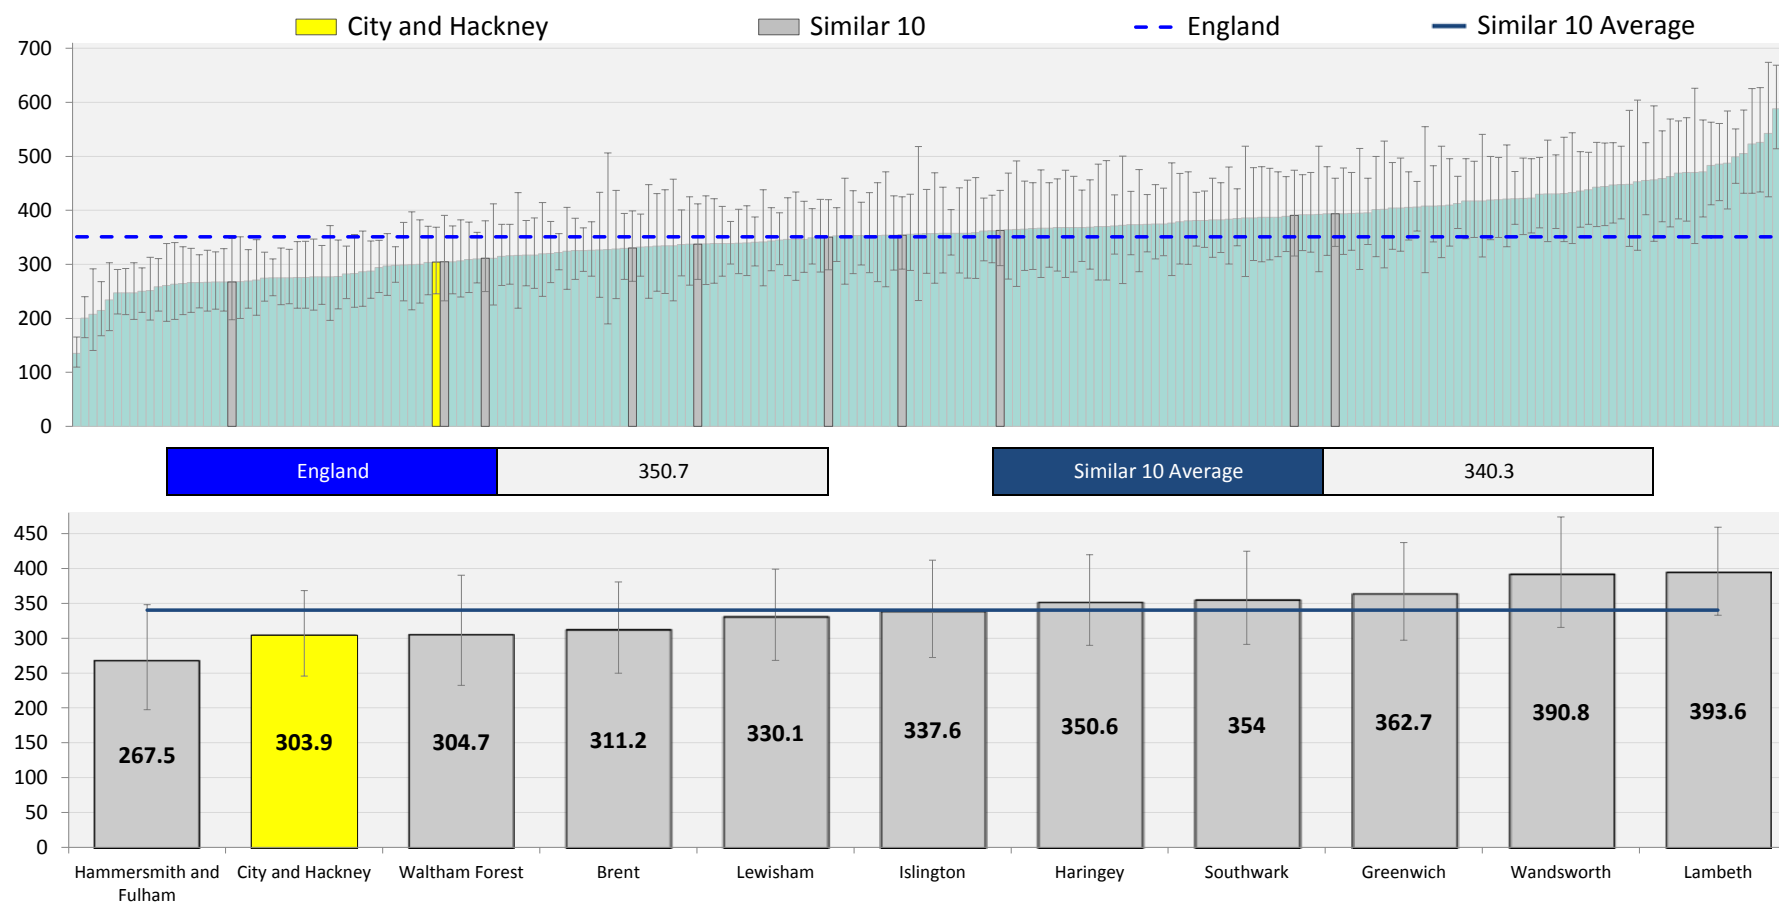 City and Hackney
Similar 10
England
Similar 10 Average
700
600
500
400
300
200
100
0
England
350.7
Similar 10 Average
340.3
450
400
350
300
250
200
150
100
50
0
267.5
303.9
304.7
311.2
330.1
337.6
350.6
354
362.7
390.8
393.6
Hammersmith and
Fulham
City and Hackney
Waltham Forest
Brent
Lewisham
Islington
Haringey
Southwark
Greenwich
Wandsworth
Lambeth